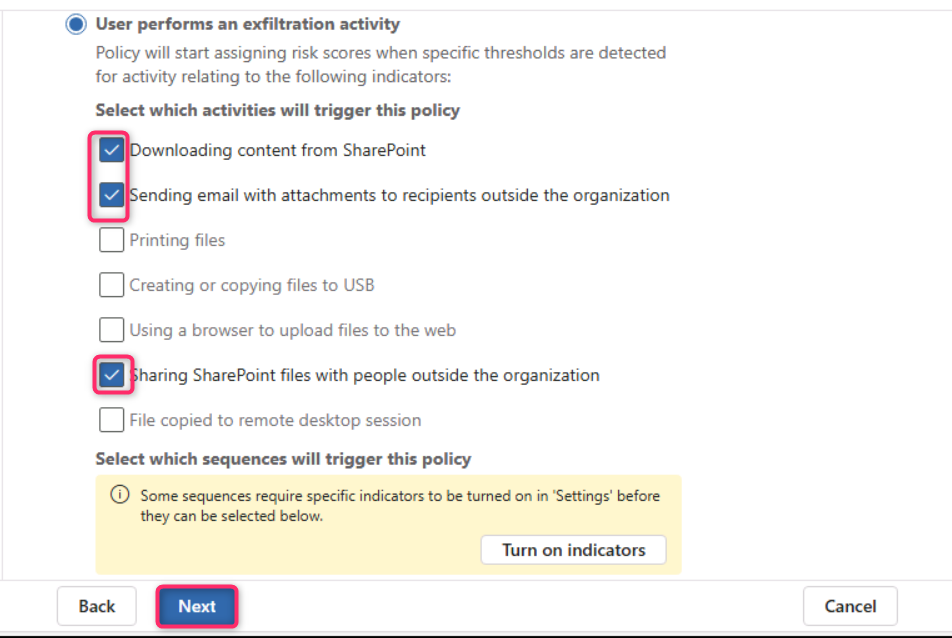 User performs an exfiltration activity
Policy will start assigning risk scores when specific thresholds are detected
for activity relating to the following indicators:
Select which activities will trigger this policy
Downloading content from SharePoint
Sending email with attachments to recipients outside the organization
Printing files
Creating or copying files to USB
Using a browser to upload files to the web
Sharing SharePoint files with people outside the organization
File copied to remote desktop session
Select which sequences will trigger this policy
Some sequences require specific indicators to be turned on in 'Settings' before
they can be selected below.
Turn on indicators
Back Next Cancel